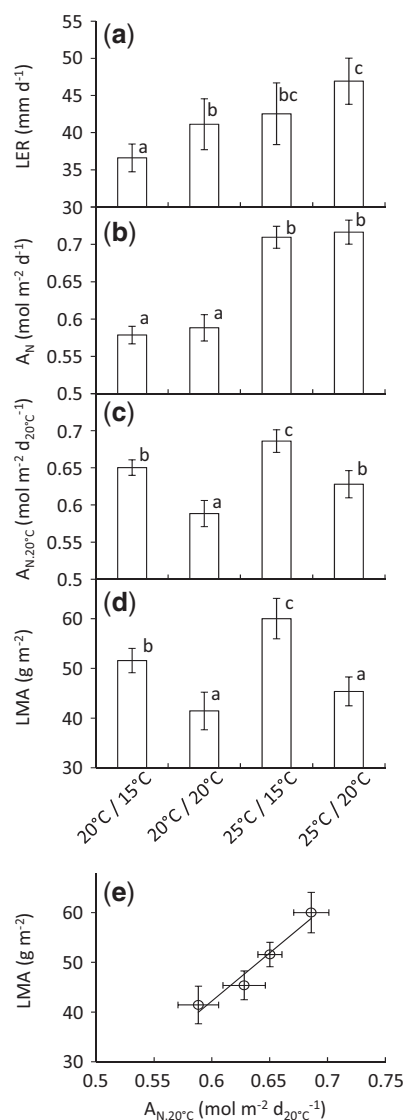 (a)
LER (mm d⁻¹)
55
50
45
40
35
30
a
b
bc
c
(b)
A_N (mol m⁻² d⁻¹)
0.7
0.65
0.6
0.55
0.5
a
a
b
b
(c)
A_N.20°C (mol m⁻² d_20°C⁻¹)
0.7
0.65
0.6
0.55
0.5
b
a
c
b
(d)
LMA (g m⁻²)
60
50
40
30
b
a
c
a
20°C / 15°C
20°C / 20°C
25°C / 15°C
25°C / 20°C
(e)
LMA (g m⁻²)
60
50
40
30
0.5
0.55
0.6
0.65
0.7
0.75
A_N.20°C (mol m⁻² d_20°C⁻¹)